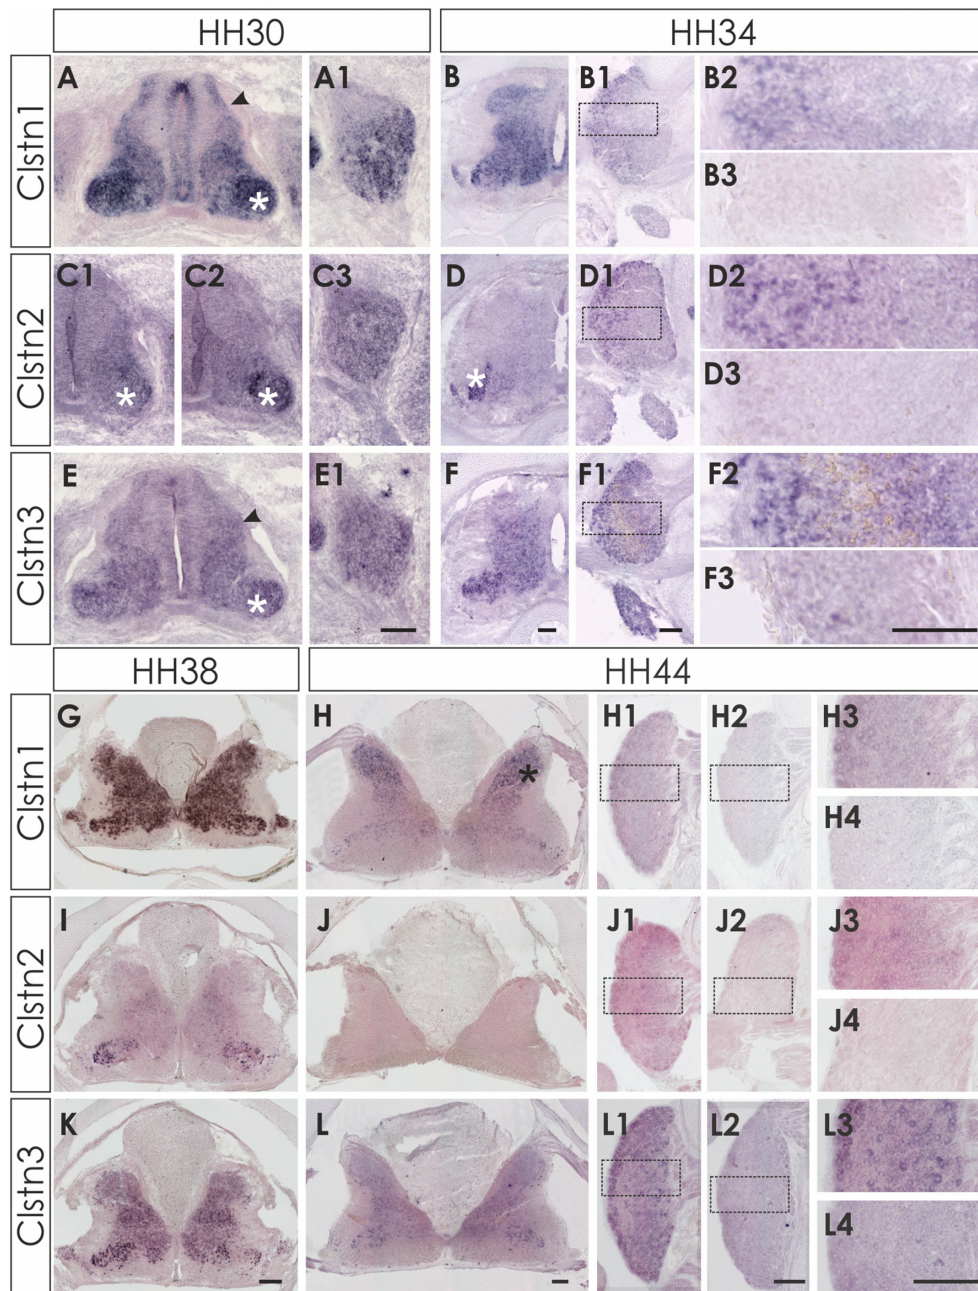 HH30 HH34
Clstn1
A A1 B B1 B2
B3
Clstn2
C1 C2 C3 D D1 D2
D3
Clstn3
E E1 F F1 F2
F3
HH38 HH44
Clstn1
G H H1 H2 H3
H4
Clstn2
I J J1 J2 J3
J4
Clstn3
K L L1 L2 L3
L4